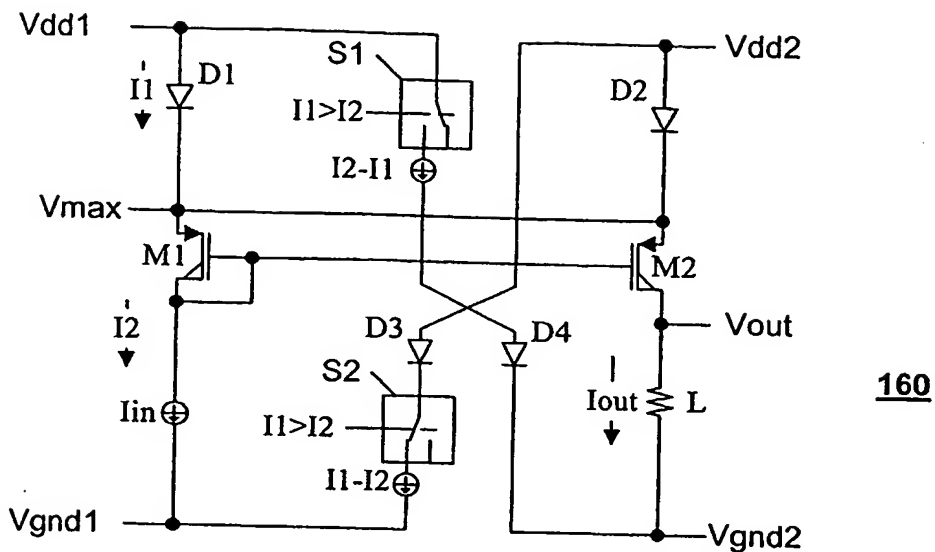 Vdd1
S1
Vdd2
I1
D1
D2
I1>I2
I2-I1
Vmax
M1
M2
I2
D3
D4
Vout
S2
Iout
L
160
Iin
I1>I2
I1-I2
Vgnd1
Vgnd2